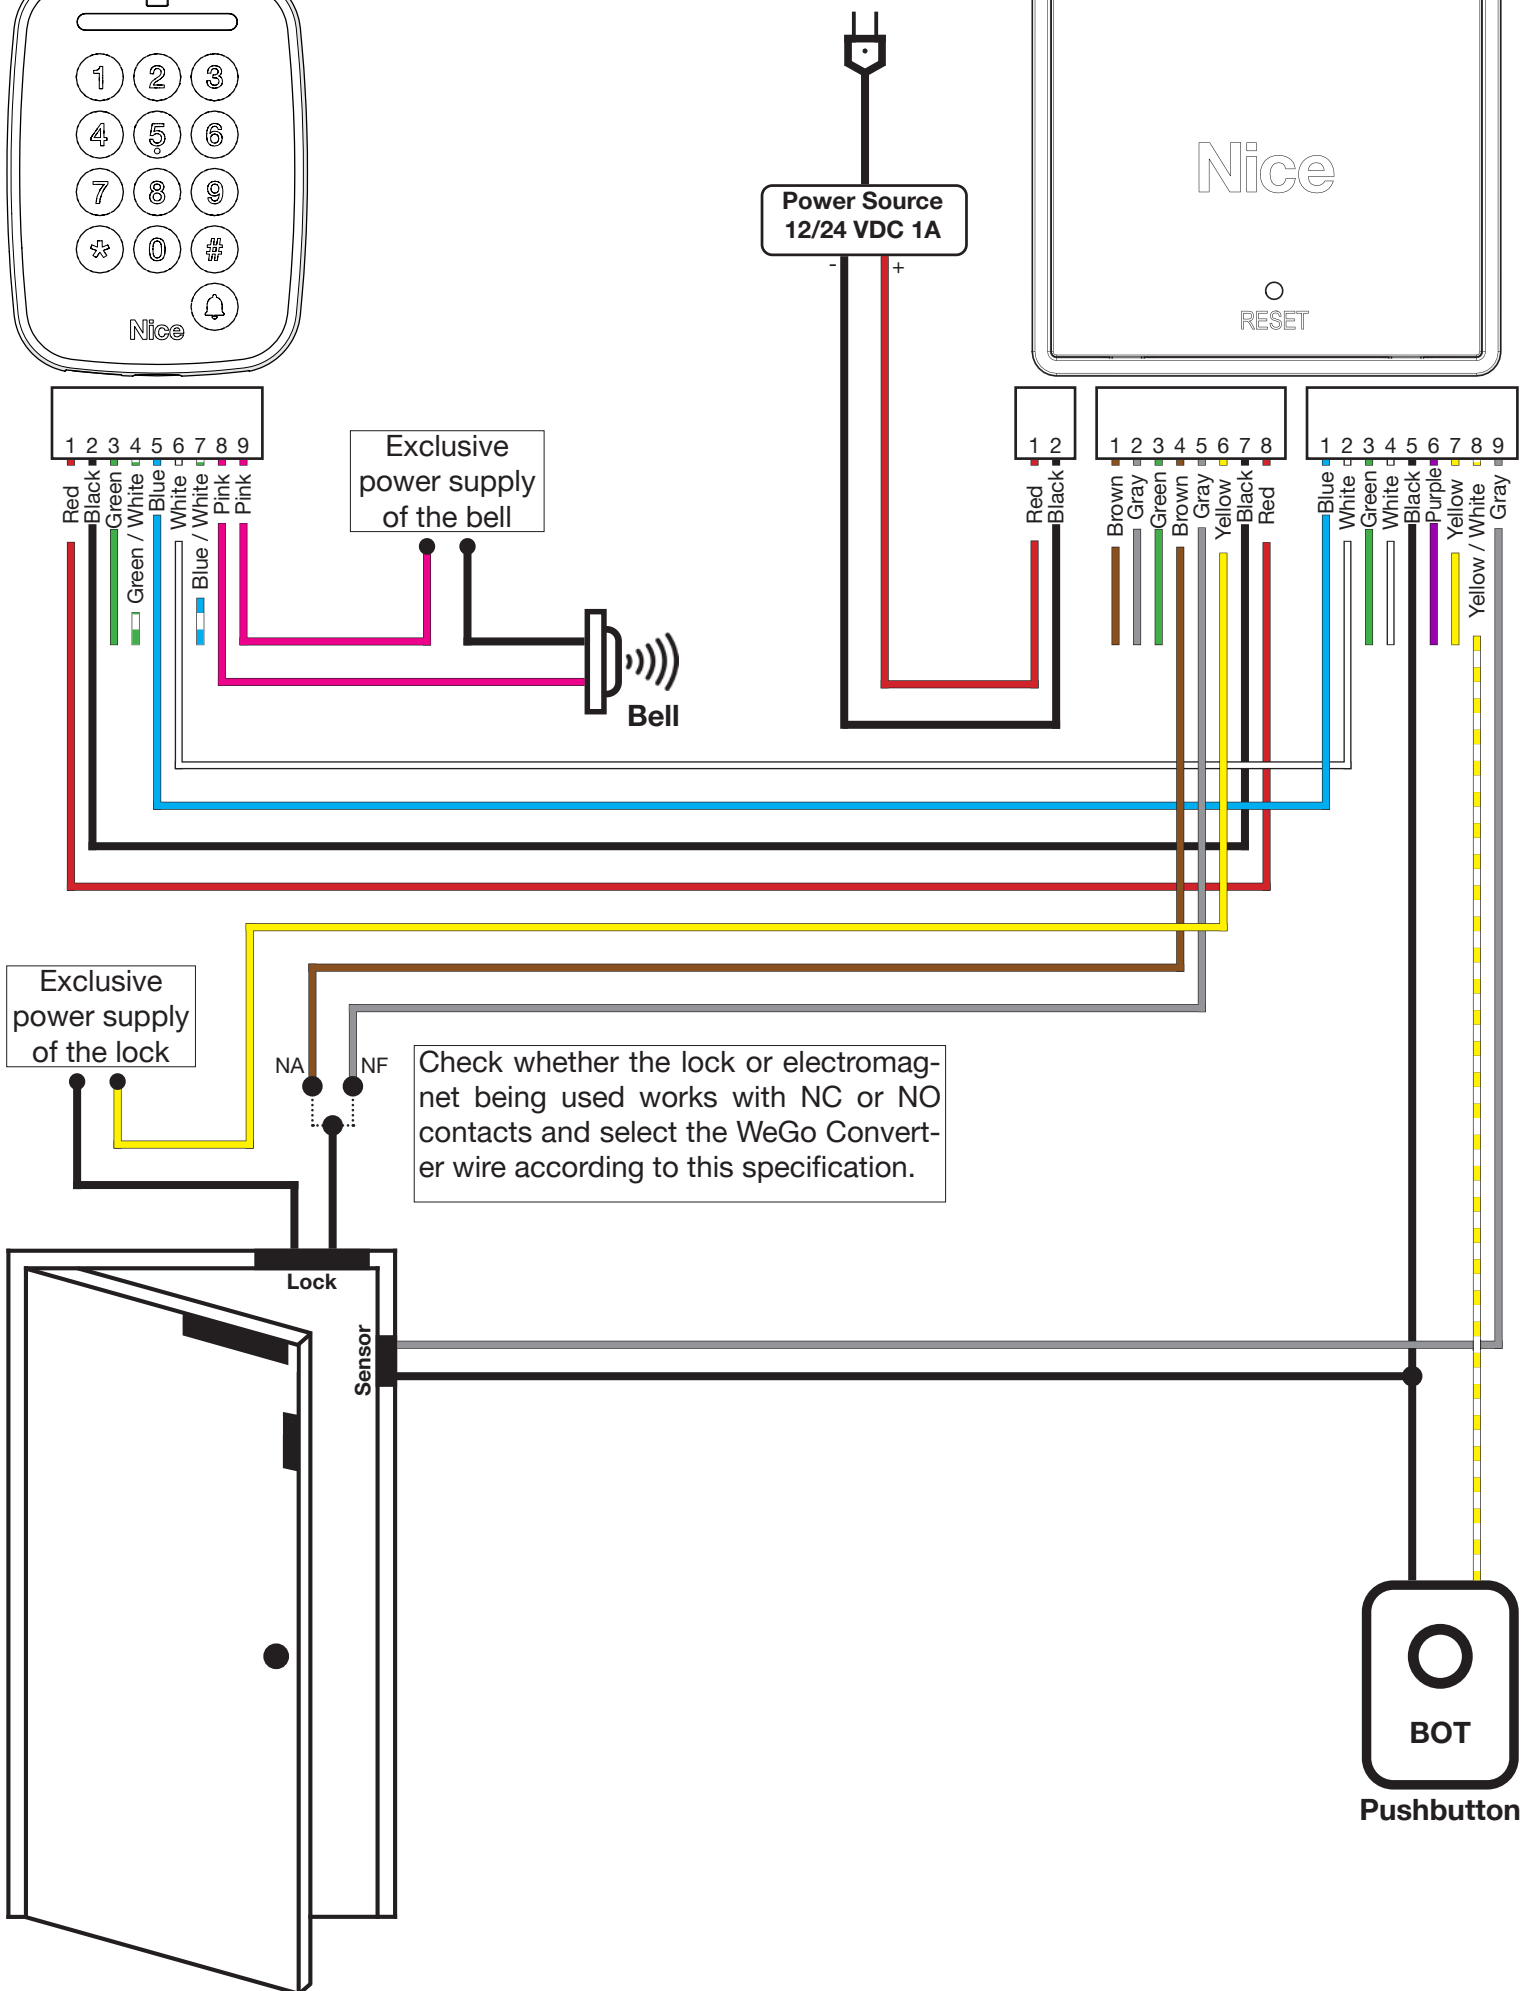 1 2 3
4 5 6
7 8 9
* 0 #
Nice
Power Source
12/24 VDC 1A
- +
Nice
RESET
1 2 3 4 5 6 7 8 9
Red
Black
Green
Green / White
Blue
White
Blue / White
Pink
Pink
Exclusive
power supply
of the bell
Bell
1 2
Red
Black
1 2 3 4 5 6 7 8
Brown
Gray
Green
Brown
Gray
Yellow
Black
Red
1 2 3 4 5 6 7 8 9
Blue
White
Green
White
Black
Purple
Yellow
Yellow / White
Gray
Exclusive
power supply
of the lock
NA
NF
Check whether the lock or electromag-
net being used works with NC or NO
contacts and select the WeGo Convert-
er wire according to this specification.
Lock
Sensor
BOT
Pushbutton